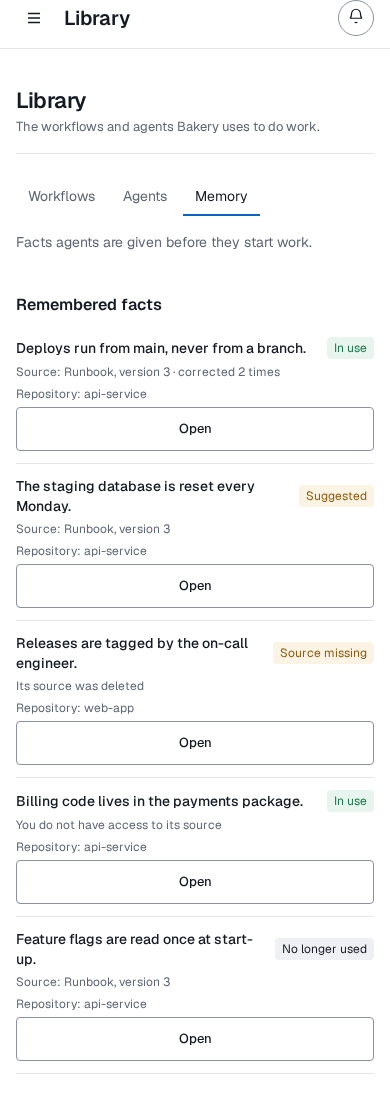 Library
Library
The workflows and agents Bakery uses to do work.
Workflows
Agents
Memory
Facts agents are given before they start work.
Remembered facts
Deploys run from main, never from a branch.
In use
Source: Runbook, version 3 · corrected 2 times
Repository: api-service
Open
The staging database is reset every
Monday.
Suggested
Source: Runbook, version 3
Repository: api-service
Open
Releases are tagged by the on-call
engineer.
Source missing
Its source was deleted
Repository: web-app
Open
Billing code lives in the payments package.
In use
You do not have access to its source
Repository: api-service
Open
Feature flags are read once at start-
up.
No longer used
Source: Runbook, version 3
Repository: api-service
Open